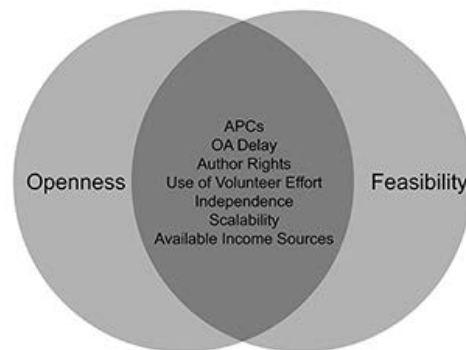 APCs
OA Delay
Author Rights
Openness
Use of Volunteer Effort
Feasibility
Independence
Scalability
Available Income Sources